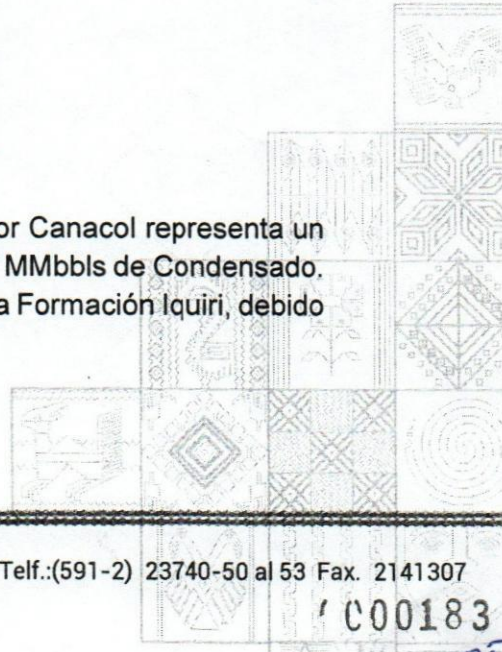 or Canacol representa un
MMbbls de Condensado.
a Formación Iquiri, debido
Telf.:(591-2) 23740-50 al 53 Fax. 2141307
000183